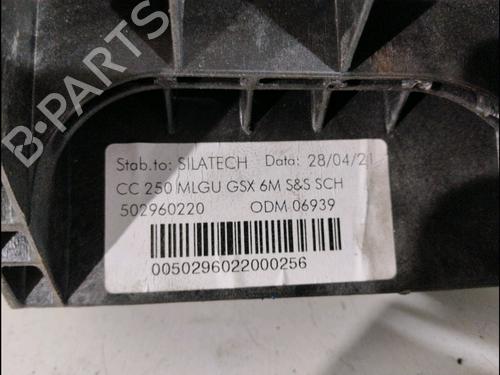 B-PARTS
Stab.to: SILATECH Data: 28/04/21
CC 250 MLGU GSX 6M S&S SCH
502960220 ODM 06939
0050296022000256